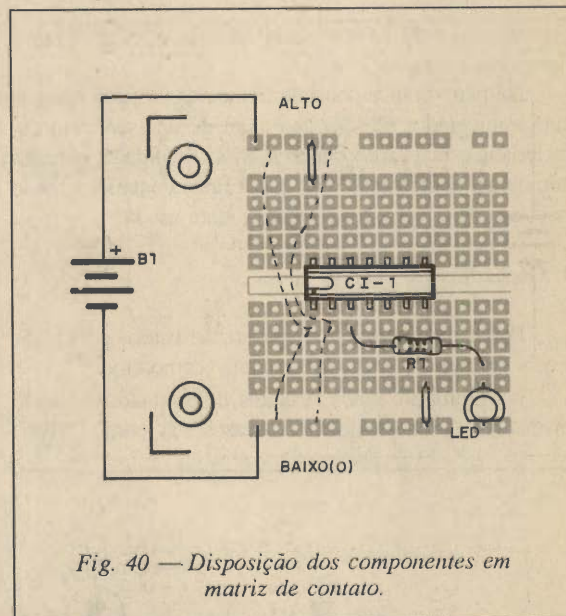 ALTO
+
B1
CI-1
R1
LED
BAIXO(0)
Fig. 40 — Disposição dos componentes em
matriz de contato.